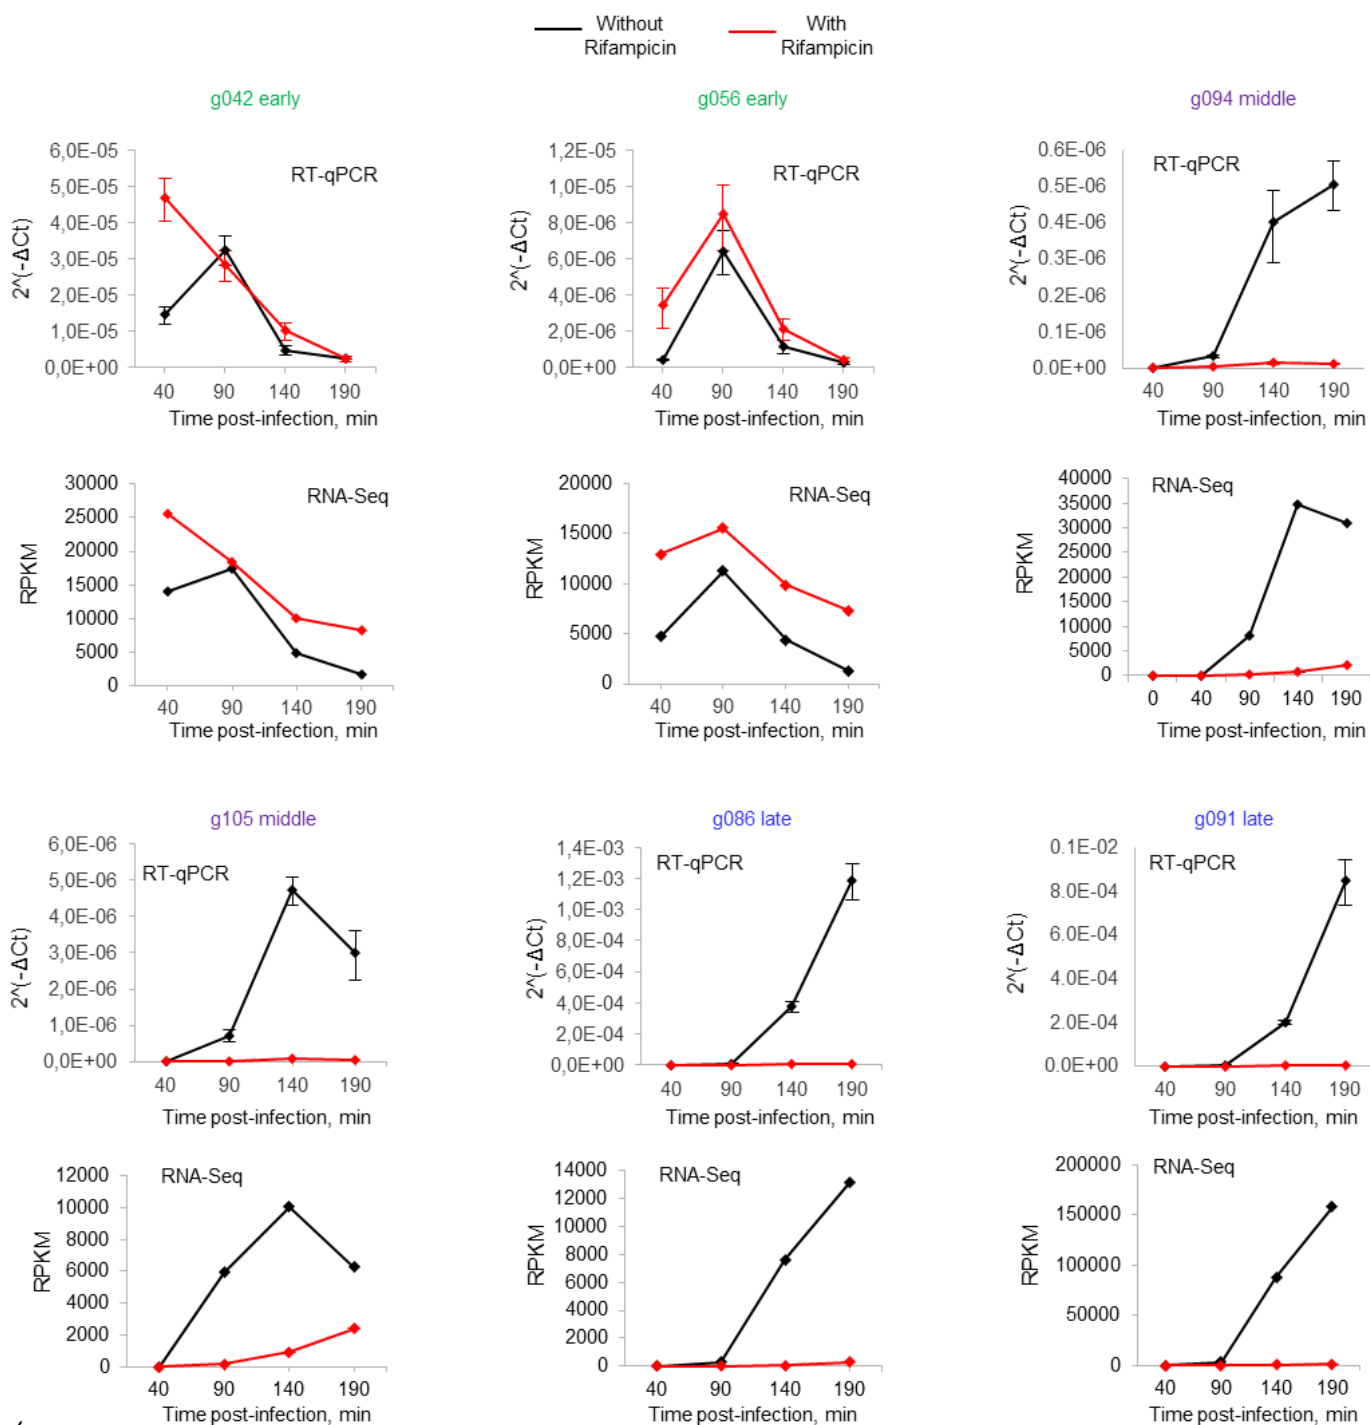 Without Rifampicin
With Rifampicin
g042 early
g056 early
g094 middle
6,0E-05
5,0E-05
4,0E-05
3,0E-05
2,0E-05
1,0E-05
0,0E+00
2^(-ΔCt)
RT-qPCR
40 90 140 190
Time post-infection, min
1,2E-05
1,0E-05
8,0E-06
6,0E-06
4,0E-06
2,0E-06
0,0E+00
2^(-ΔCt)
RT-qPCR
40 90 140 190
Time post-infection, min
0.6E-06
0.5E-06
0.4E-06
0.3E-06
0.2E-06
0.1E-06
0.0E+00
2^(-ΔCt)
RT-qPCR
40 90 140 190
Time post-infection, min
30000
25000
20000
15000
10000
5000
0
RPKM
RNA-Seq
40 90 140 190
Time post-infection, min
20000
15000
10000
5000
0
RPKM
RNA-Seq
40 90 140 190
Time post-infection, min
40000
35000
30000
25000
20000
15000
10000
5000
0
RPKM
RNA-Seq
0 40 90 140 190
Time post-infection, min
g105 middle
g086 late
g091 late
6,0E-06
5,0E-06
4,0E-06
3,0E-06
2,0E-06
1,0E-06
0,0E+00
2^(-ΔCt)
RT-qPCR
40 90 140 190
Time post-infection, min
1,4E-03
1,2E-03
1,0E-03
8,0E-04
6,0E-04
4,0E-04
2,0E-04
0,0E+00
2^(-ΔCt)
RT-qPCR
40 90 140 190
Time post-infection, min
0.1E-02
8.0E-04
6.0E-04
4.0E-04
2.0E-04
0.0E+00
2^(-ΔCt)
RT-qPCR
40 90 140 190
Time post-infection, min
12000
10000
8000
6000
4000
2000
0
RPKM
RNA-Seq
40 90 140 190
Time post-infection, min
14000
12000
10000
8000
6000
4000
2000
0
RPKM
RNA-Seq
40 90 140 190
Time post-infection, min
200000
150000
100000
50000
0
RPKM
RNA-Seq
40 90 140 190
Time post-infection, min